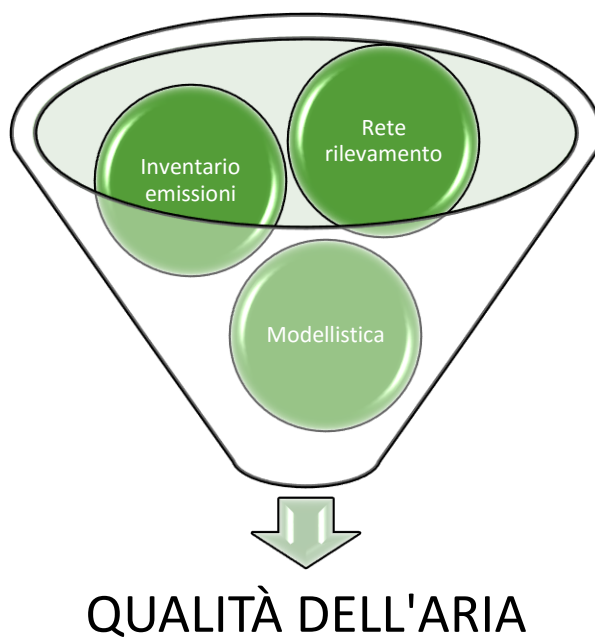 Rete
rilevamento
Inventario
emissioni
Modellistica
QUALITÀ DELL'ARIA